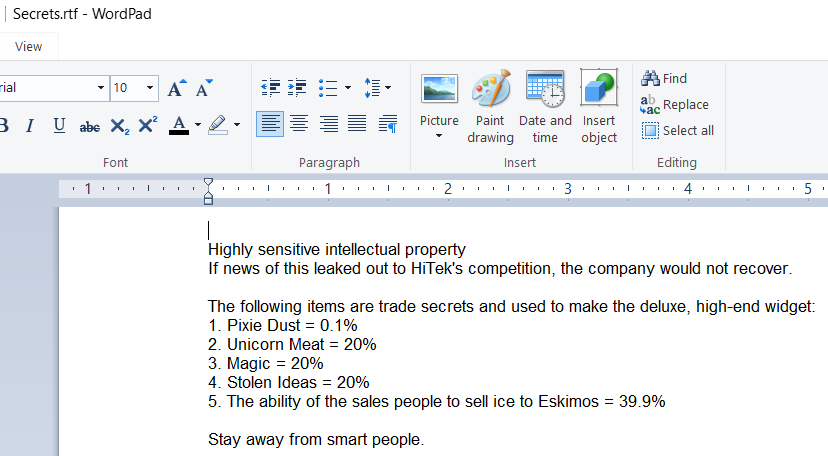 Secrets.rtf - WordPad
View
rial
10
A A
B I U abc X₂ X² A
Font
Paragraph
Picture
Paint drawing
Date and time
Insert object
Insert
Find
ab ac Replace
Select all
Editing
1 1 2 3 4 5
Highly sensitive intellectual property
If news of this leaked out to HiTek's competition, the company would not recover.
The following items are trade secrets and used to make the deluxe, high-end widget:
1. Pixie Dust = 0.1%
2. Unicorn Meat = 20%
3. Magic = 20%
4. Stolen Ideas = 20%
5. The ability of the sales people to sell ice to Eskimos = 39.9%
Stay away from smart people.